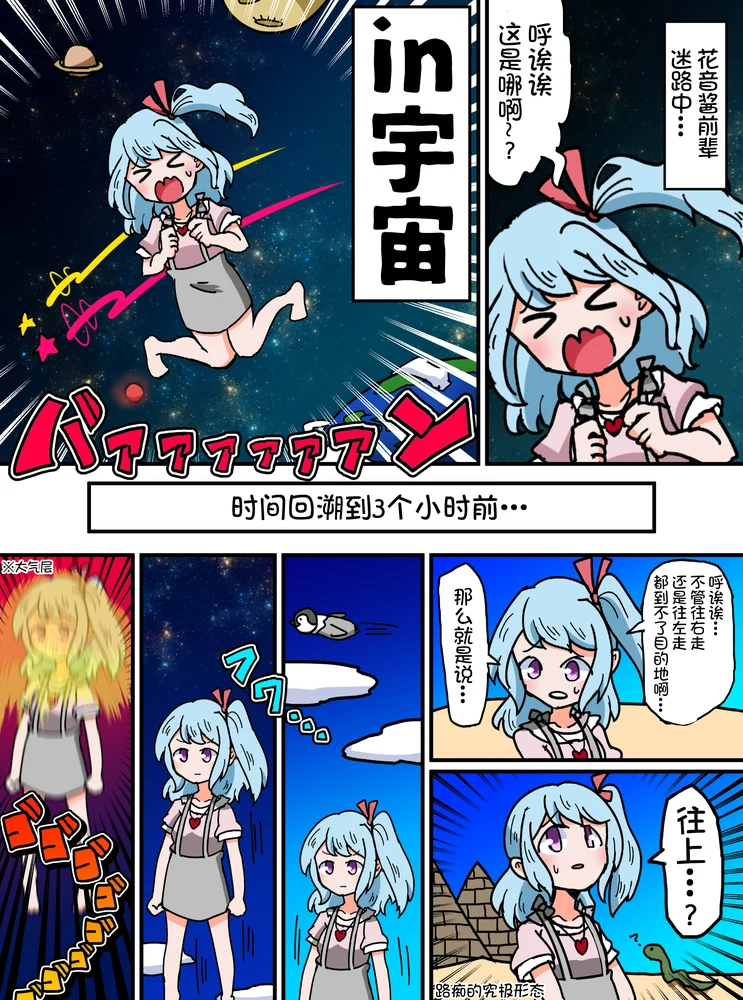 花音酱前辈
迷路中…
呼诶诶
这是哪啊~?
in宇宙
バァァァァァァン
时间回溯到3个小时前…
呼诶诶…
不管往右走
还是往左走
都到不了目的地啊…
那么就是说…
往上…?
路痴的究极形态
フワ…
※大气层
ゴゴゴゴゴゴゴゴ